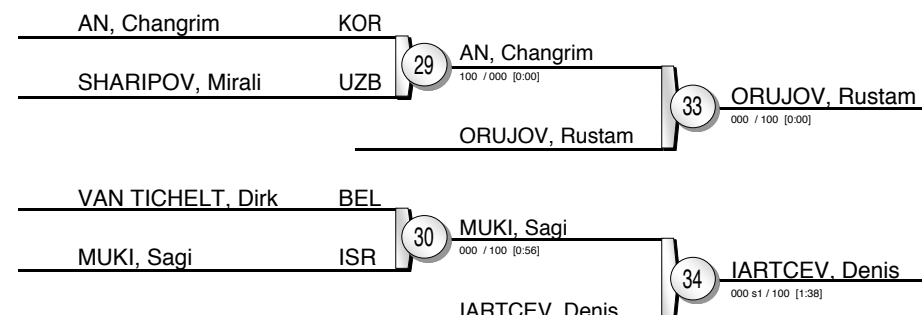 AN, Changrim KOR
SHARIPOV, Mirali UZB
29
AN, Changrim
100 / 000 [0:00]
ORUJOV, Rustam
33
ORUJOV, Rustam
000 / 100 [0:00]
VAN TICHELT, Dirk BEL
MUKI, Sagi ISR
30
MUKI, Sagi
000 / 100 [0:56]
IARTCEV, Denis
34
IARTCEV, Denis
000 s1 / 100 [1:38]